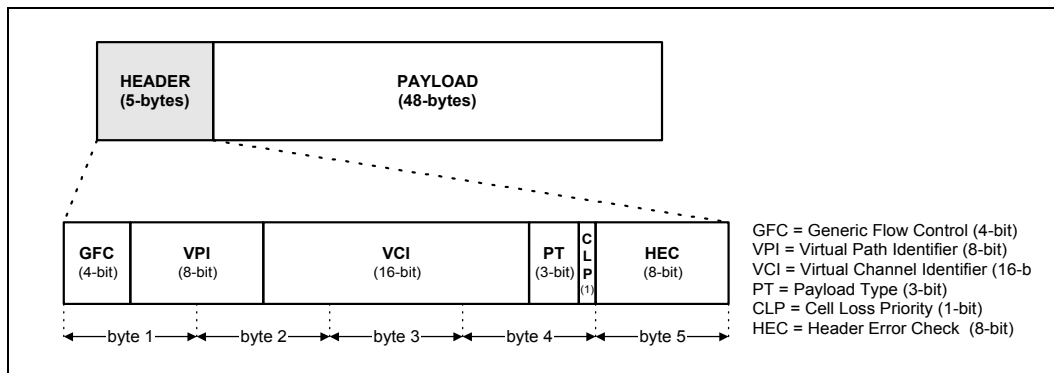 HEADER
(5-bytes)
PAYLOAD
(48-bytes)
GFC
(4-bit)
VPI
(8-bit)
VCI
(16-bit)
PT
(3-bit)
C
L
P
(1)
HEC
(8-bit)
byte 1
byte 2
byte 3
byte 4
byte 5
GFC = Generic Flow Control (4-bit)
VPI = Virtual Path Identifier (8-bit)
VCI = Virtual Channel Identifier (16-b
PT = Payload Type (3-bit)
CLP = Cell Loss Priority (1-bit)
HEC = Header Error Check (8-bit)